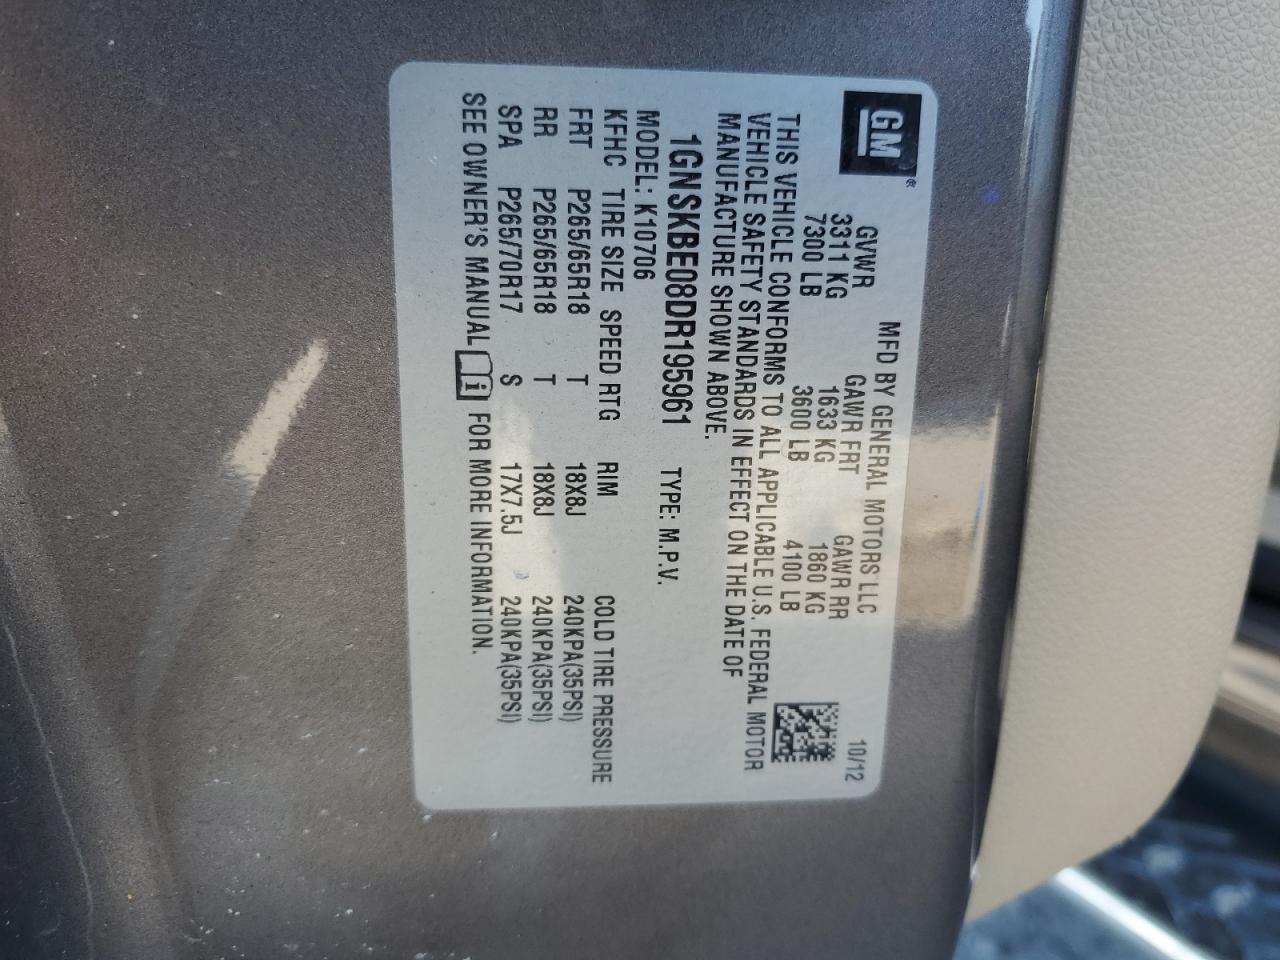 GM®
MFD BY GENERAL MOTORS LLC 10/12
GVWR GAWR FRT GAWR RR
3311 KG 1633 KG 1860 KG
7300 LB 3600 LB 4100 LB
THIS VEHICLE CONFORMS TO ALL APPLICABLE U.S. FEDERAL MOTOR
VEHICLE SAFETY STANDARDS IN EFFECT ON THE DATE OF
MANUFACTURE SHOWN ABOVE.
1GNSKBE08DR195961 TYPE: M.P.V.
MODEL: K10706
KFHC TIRE SIZE SPEED RTG RIM COLD TIRE PRESSURE
FRT P265/65R18 T 18X8J 240KPA(35PSI)
RR P265/65R18 T 18X8J 240KPA(35PSI)
SPA P265/70R17 S 17X7.5J 240KPA(35PSI)
SEE OWNER'S MANUAL i FOR MORE INFORMATION.